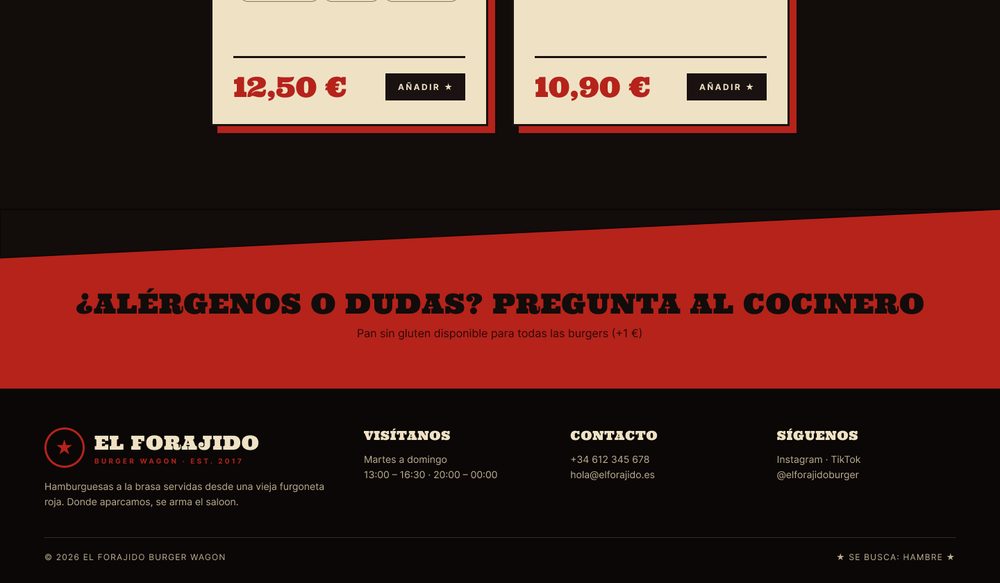 12,50 €
AÑADIR ★
10,90 €
AÑADIR ★
¿ALÉRGENOS O DUDAS? PREGUNTA AL COCINERO
Pan sin gluten disponible para todas las burgers (+1 €)
EL FORAJIDO
BURGER WAGON · EST. 2017
Hamburguesas a la brasa servidas desde una vieja furgoneta
roja. Donde aparcamos, se arma el saloon.
VISÍTANOS
Martes a domingo
13:00 – 16:30 · 20:00 – 00:00
CONTACTO
+34 612 345 678
hola@elforajido.es
SÍGUENOS
Instagram · TikTok
@elforajidoburger
© 2026 EL FORAJIDO BURGER WAGON
★ SE BUSCA: HAMBRE ★